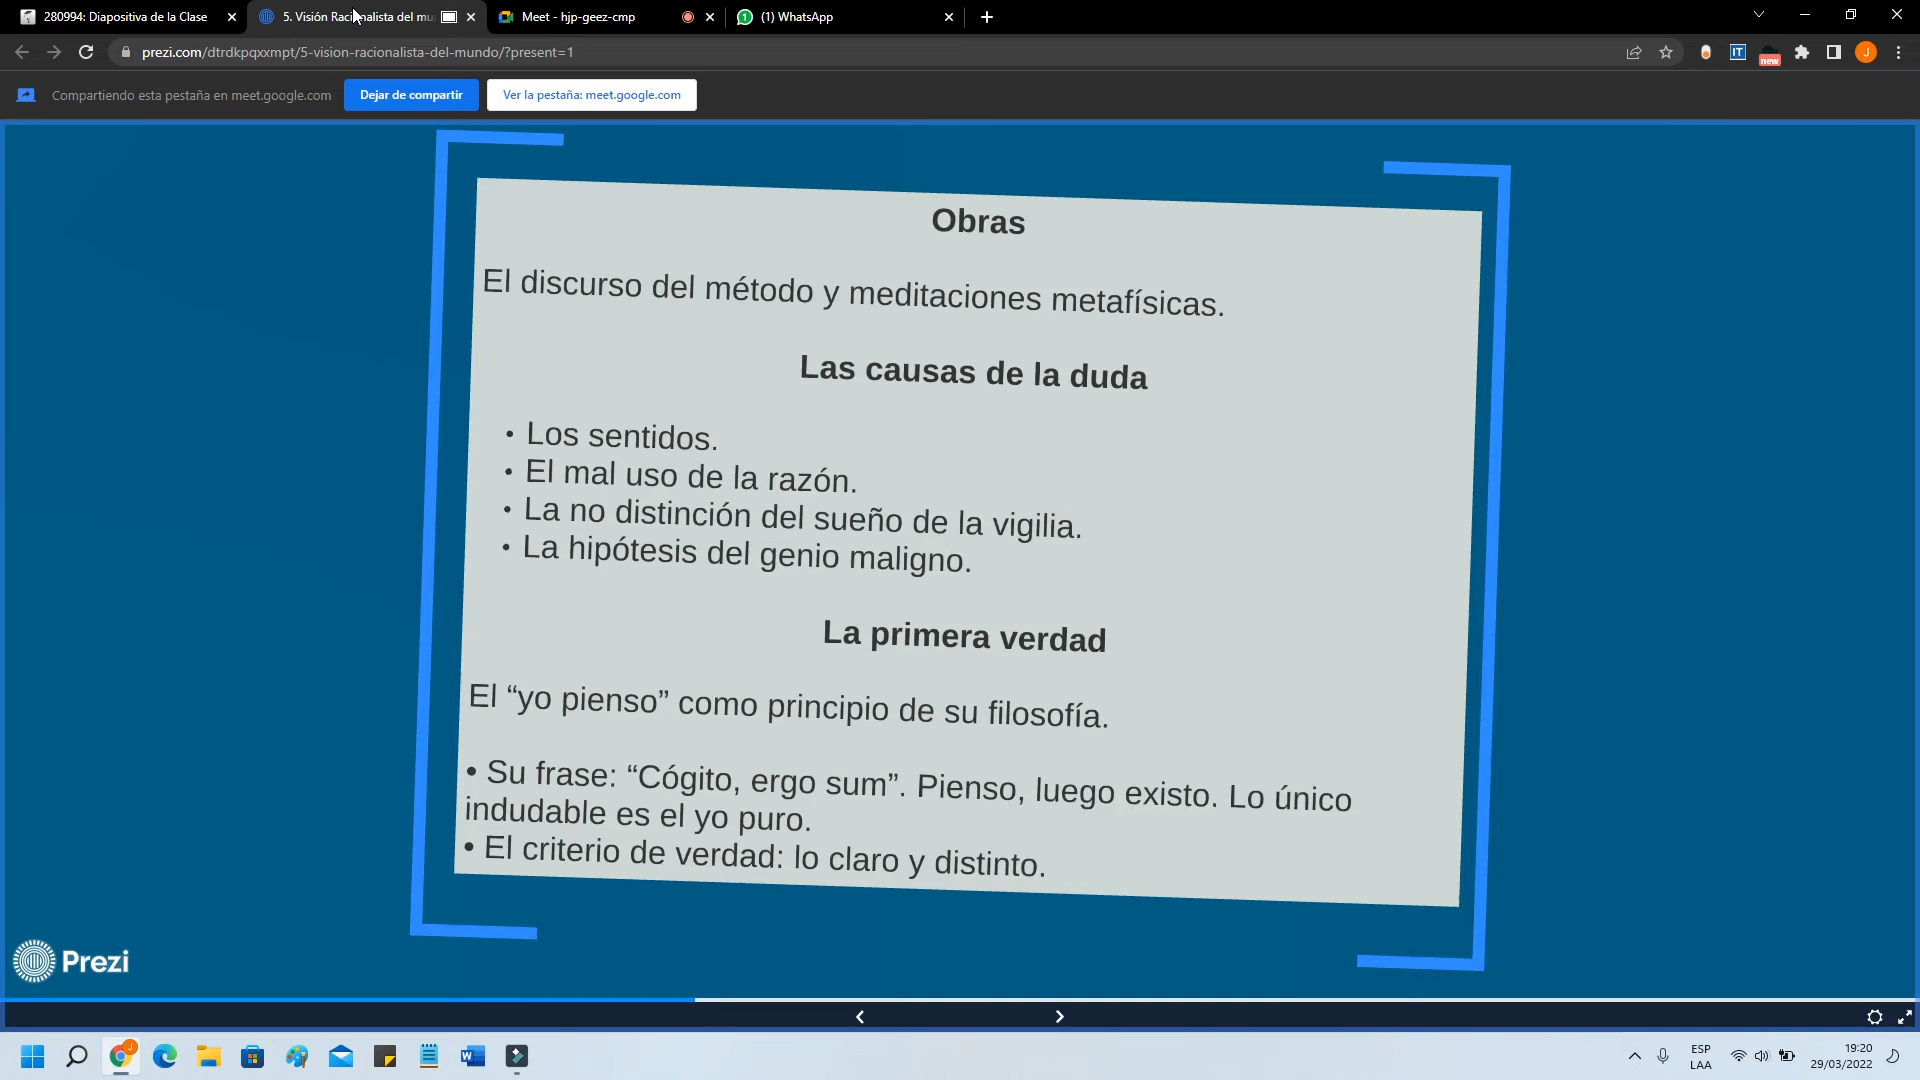 280994: Diapositiva de la Clase
5. Visión Racionalista del mu
Meet - hjp-geez-cmp
(1) WhatsApp
prezi.com/dtrdkpqxxmpt/5-vision-racionalista-del-mundo/?present=1
IT
new
J
Compartiendo esta pestaña en meet.google.com
Dejar de compartir
Ver la pestaña: meet.google.com
Obras
El discurso del método y meditaciones metafísicas.
Las causas de la duda
• Los sentidos.
• El mal uso de la razón.
• La no distinción del sueño de la vigilia.
• La hipótesis del genio maligno.
La primera verdad
El “yo pienso” como principio de su filosofía.
• Su frase: “Cógito, ergo sum”. Pienso, luego existo. Lo único
indudable es el yo puro.
• El criterio de verdad: lo claro y distinto.
Prezi
ESP
LAA
19:20
29/03/2022